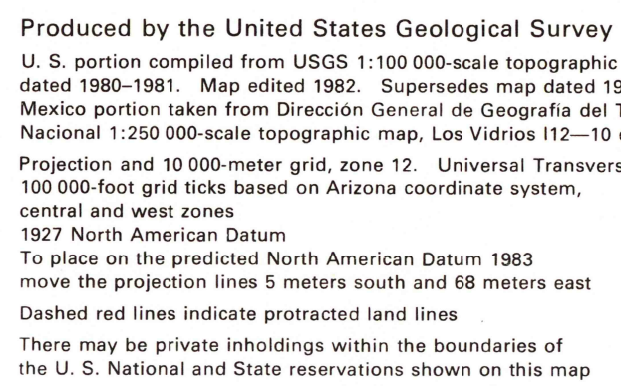 Produced by the United States Geological Survey
U. S. portion compiled from USGS 1:100 000-scale topographic
dated 1980–1981. Map edited 1982. Supersedes map dated 19
Mexico portion taken from Dirección General de Geografía del T
Nacional 1:250 000-scale topographic map, Los Vidrios I12—10
Projection and 10 000-meter grid, zone 12. Universal Transvers
100 000-foot grid ticks based on Arizona coordinate system,
central and west zones
1927 North American Datum
To place on the predicted North American Datum 1983
move the projection lines 5 meters south and 68 meters east
Dashed red lines indicate protracted land lines
There may be private inholdings within the boundaries of
the U. S. National and State reservations shown on this map